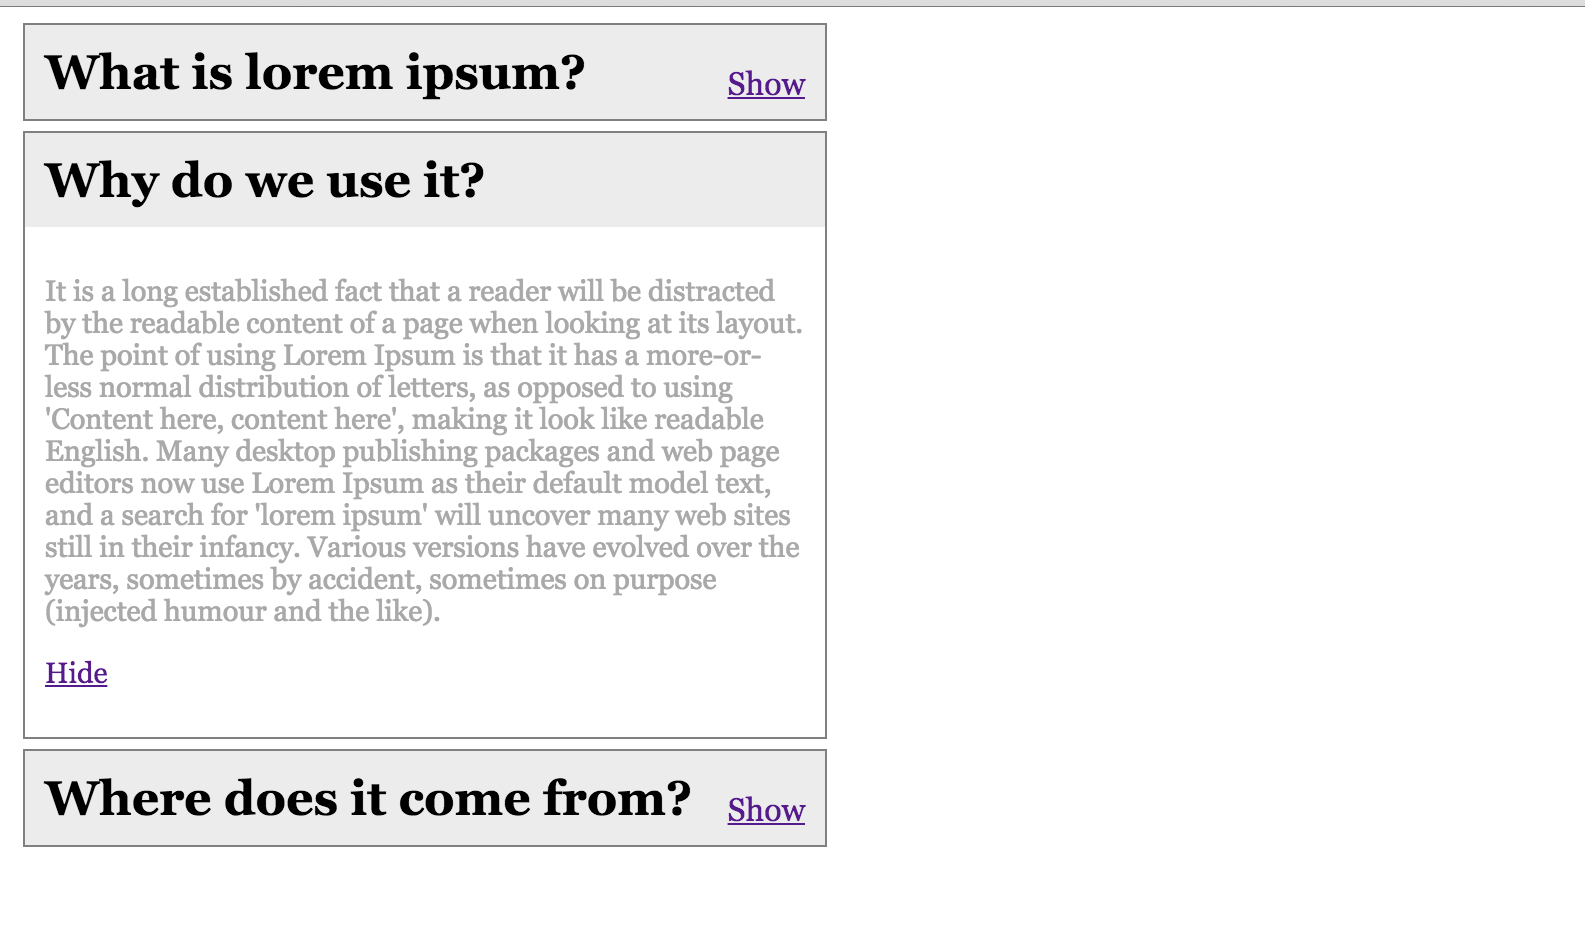 What is lorem ipsum?
Show
Why do we use it?
It is a long established fact that a reader will be distracted
by the readable content of a page when looking at its layout.
The point of using Lorem Ipsum is that it has a more-or-
less normal distribution of letters, as opposed to using
'Content here, content here', making it look like readable
English. Many desktop publishing packages and web page
editors now use Lorem Ipsum as their default model text,
and a search for 'lorem ipsum' will uncover many web sites
still in their infancy. Various versions have evolved over the
years, sometimes by accident, sometimes on purpose
(injected humour and the like).
Hide
Where does it come from?
Show